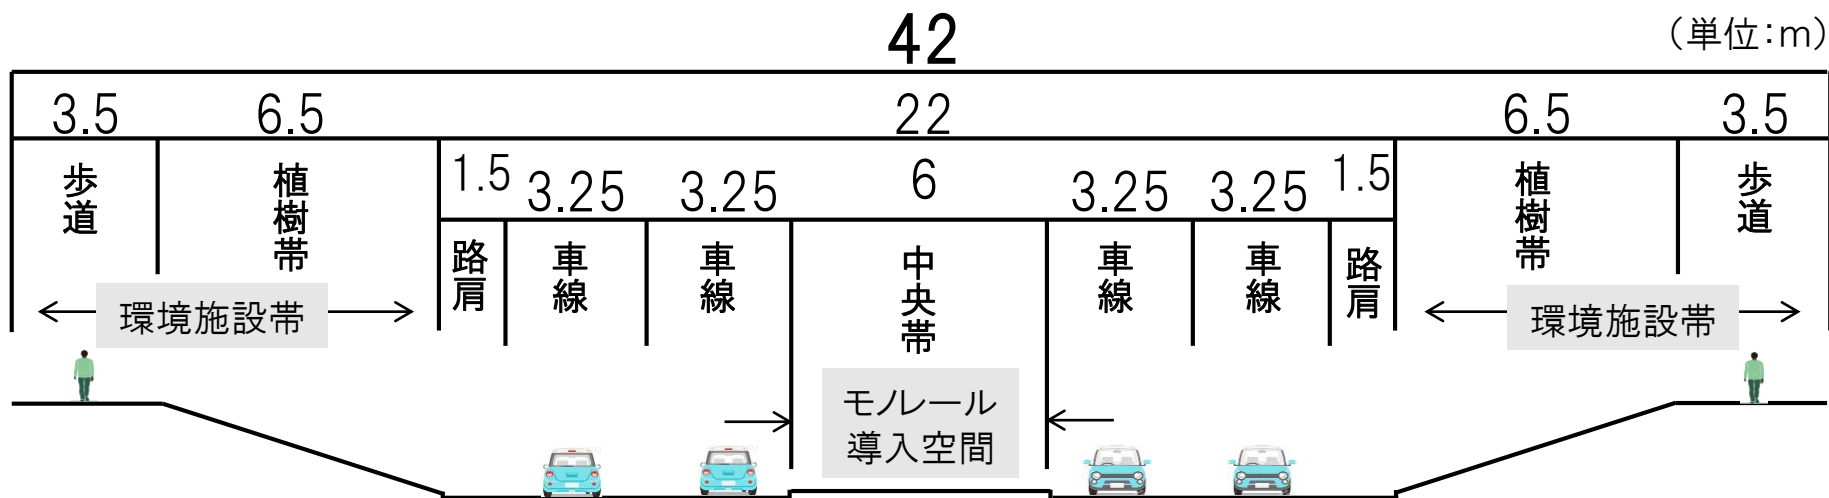 42
(単位:m)
3.5
6.5
22
6.5
3.5
歩道
植樹帯
1.5
3.25
3.25
6
3.25
3.25
1.5
植樹帯
歩道
路肩
車線
車線
中央帯
車線
車線
路肩
環境施設帯
環境施設帯
モノレール
導入空間